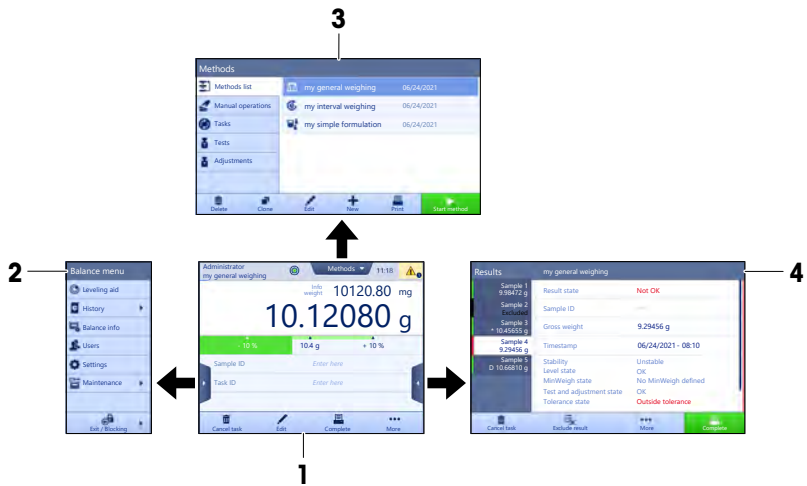 3
Methods
Methods list
my general weighing 06/24/2021
Manual operations
my interval weighing 06/24/2021
Tasks
my simple formulation 06/24/2021
Tests
Adjustments
Delete Clone Edit New Print Start method
2
Balance menu
Leveling aid
History
Balance info
Users
Settings
Maintenance
Exit / Blocking
Administrator
my general weighing
Methods
11:18
Info
weight
10120.80 mg
10.12080 g
- 10 % 10.4 g + 10 %
Sample ID Enter here
Task ID Enter here
Cancel task Edit Complete More
1
4
Results my general weighing
Sample 1
9.98472 g
Sample 2
Excluded
Sample 3
* 10.45655 g
Sample 4
9.29456 g
Sample 5
D 10.66810 g
Result state Not OK
Sample ID
Gross weight 9.29456 g
Timestamp 06/24/2021 - 08:10
Stability Unstable
Level state OK
MinWeigh state No MinWeigh defined
Test and adjustment state OK
Tolerance state Outside tolerance
Cancel task Exclude result More Complete